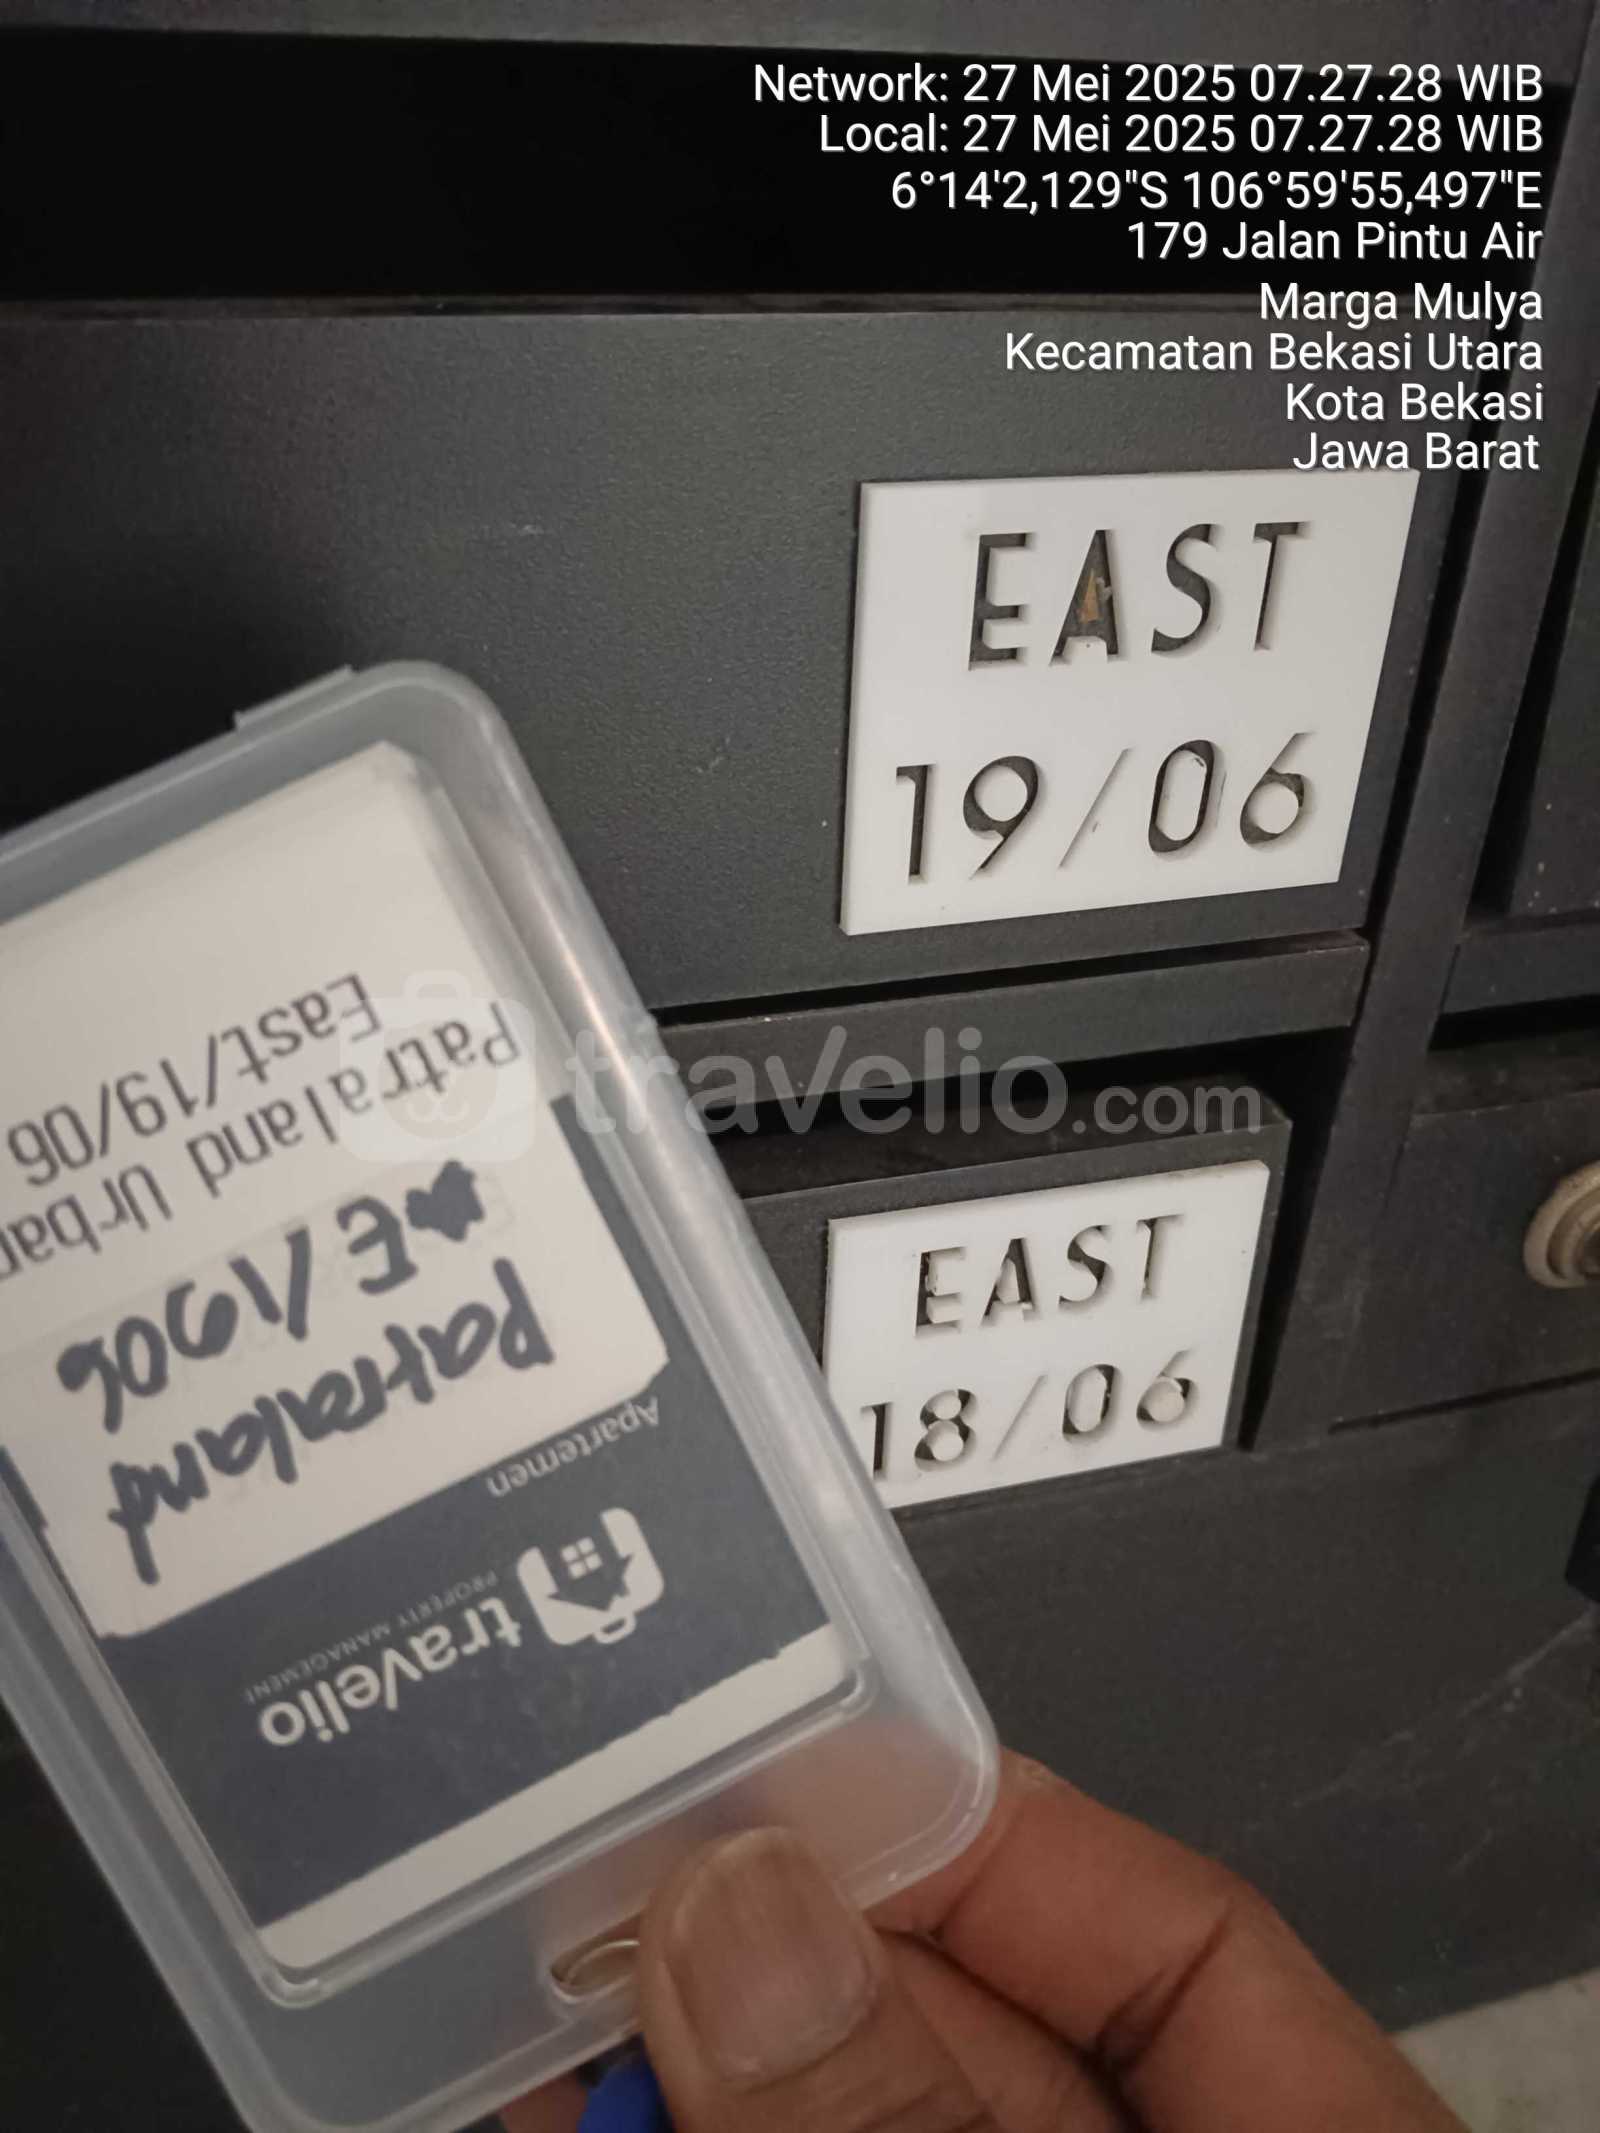 Network: 27 Mei 2025 07.27.28 WIB
Local: 27 Mei 2025 07.27.28 WIB
6°14'2,129"S 106°59'55,497"E
179 Jalan Pintu Air
Marga Mulya
Kecamatan Bekasi Utara
Kota Bekasi
Jawa Barat
EAST
19/06
EAST
18/06
travelio.com
travelio
PROPERTY MANAGEMENT
Apartemen
Patraland
E/1906
Patraland Urban
East/19/06